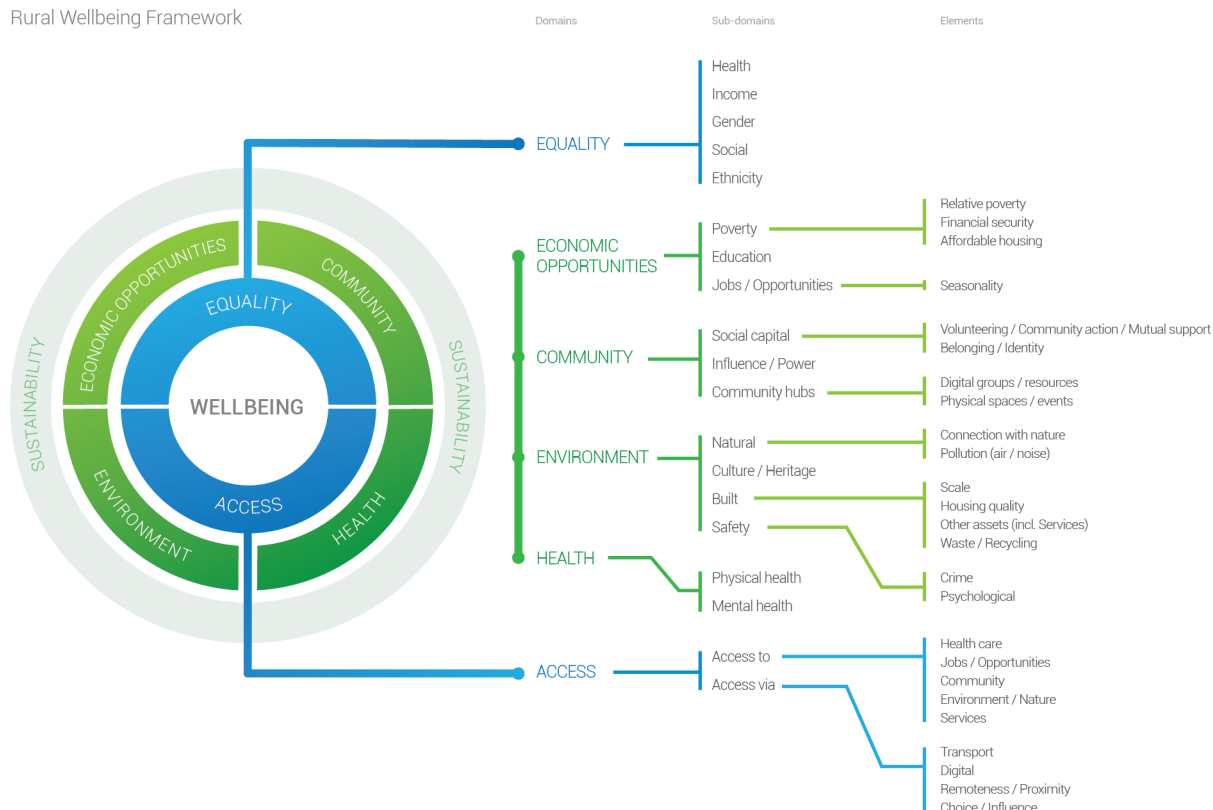 Rural Wellbeing Framework
Domains
Sub-domains
Elements
SUSTAINABILITY
SUSTAINABILITY
ECONOMIC OPPORTUNITIES
COMMUNITY
ENVIRONMENT
HEALTH
EQUALITY
WELLBEING
ACCESS
EQUALITY
Health
Income
Gender
Social
Ethnicity
ECONOMIC
OPPORTUNITIES
Poverty
Relative poverty
Financial security
Affordable housing
Education
Jobs / Opportunities
Seasonality
COMMUNITY
Social capital
Volunteering / Community action / Mutual support
Belonging / Identity
Influence / Power
Community hubs
Digital groups / resources
Physical spaces / events
ENVIRONMENT
Natural
Connection with nature
Pollution (air / noise)
Culture / Heritage
Built
Scale
Housing quality
Other assets (incl. Services)
Waste / Recycling
Safety
Crime
Psychological
HEALTH
Physical health
Mental health
ACCESS
Access to
Health care
Jobs / Opportunities
Community
Environment / Nature
Services
Access via
Transport
Digital
Remoteness / Proximity
Choice / Influence